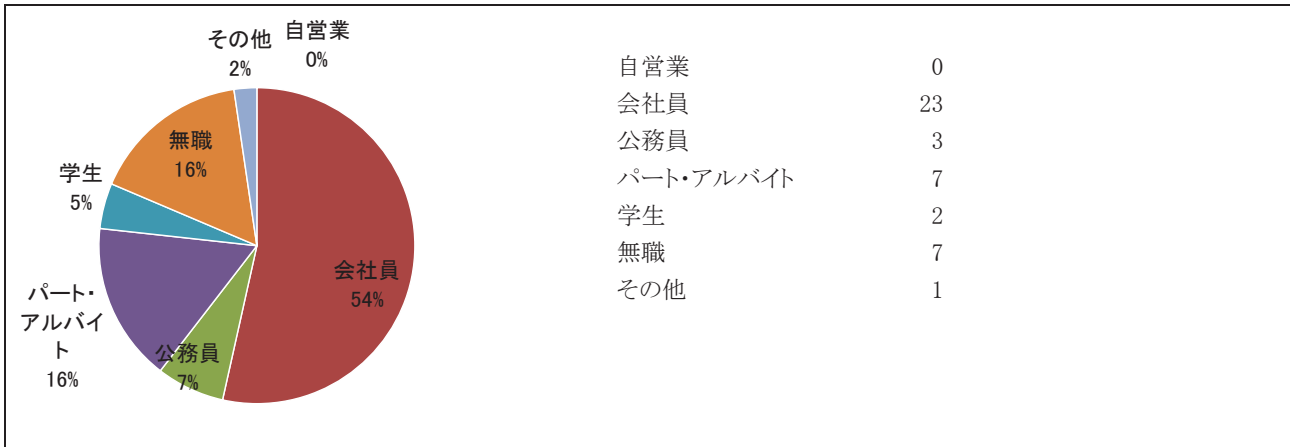 その他
2%
自営業
0%
無職
16%
学生
5%
会社員
54%
パート・
アルバイ
ト
16%
公務員
7%
自営業 0
会社員 23
公務員 3
パート・アルバイト 7
学生 2
無職 7
その他 1